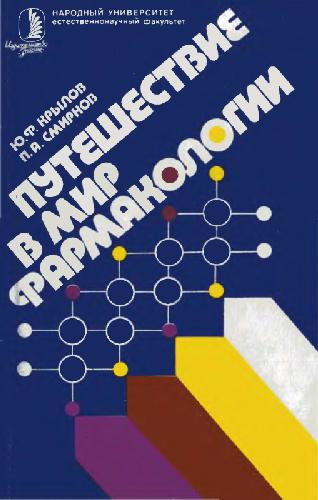 НАРОДНЫЙ УНИВЕРСИТЕТ
естественнонаучный факультет
Ю.Ф. КРЫЛОВ
П.А. СМИРНОВ
ПУТЕШЕСТВИЕ
В МИР
ФАРМАКОЛОГИИ